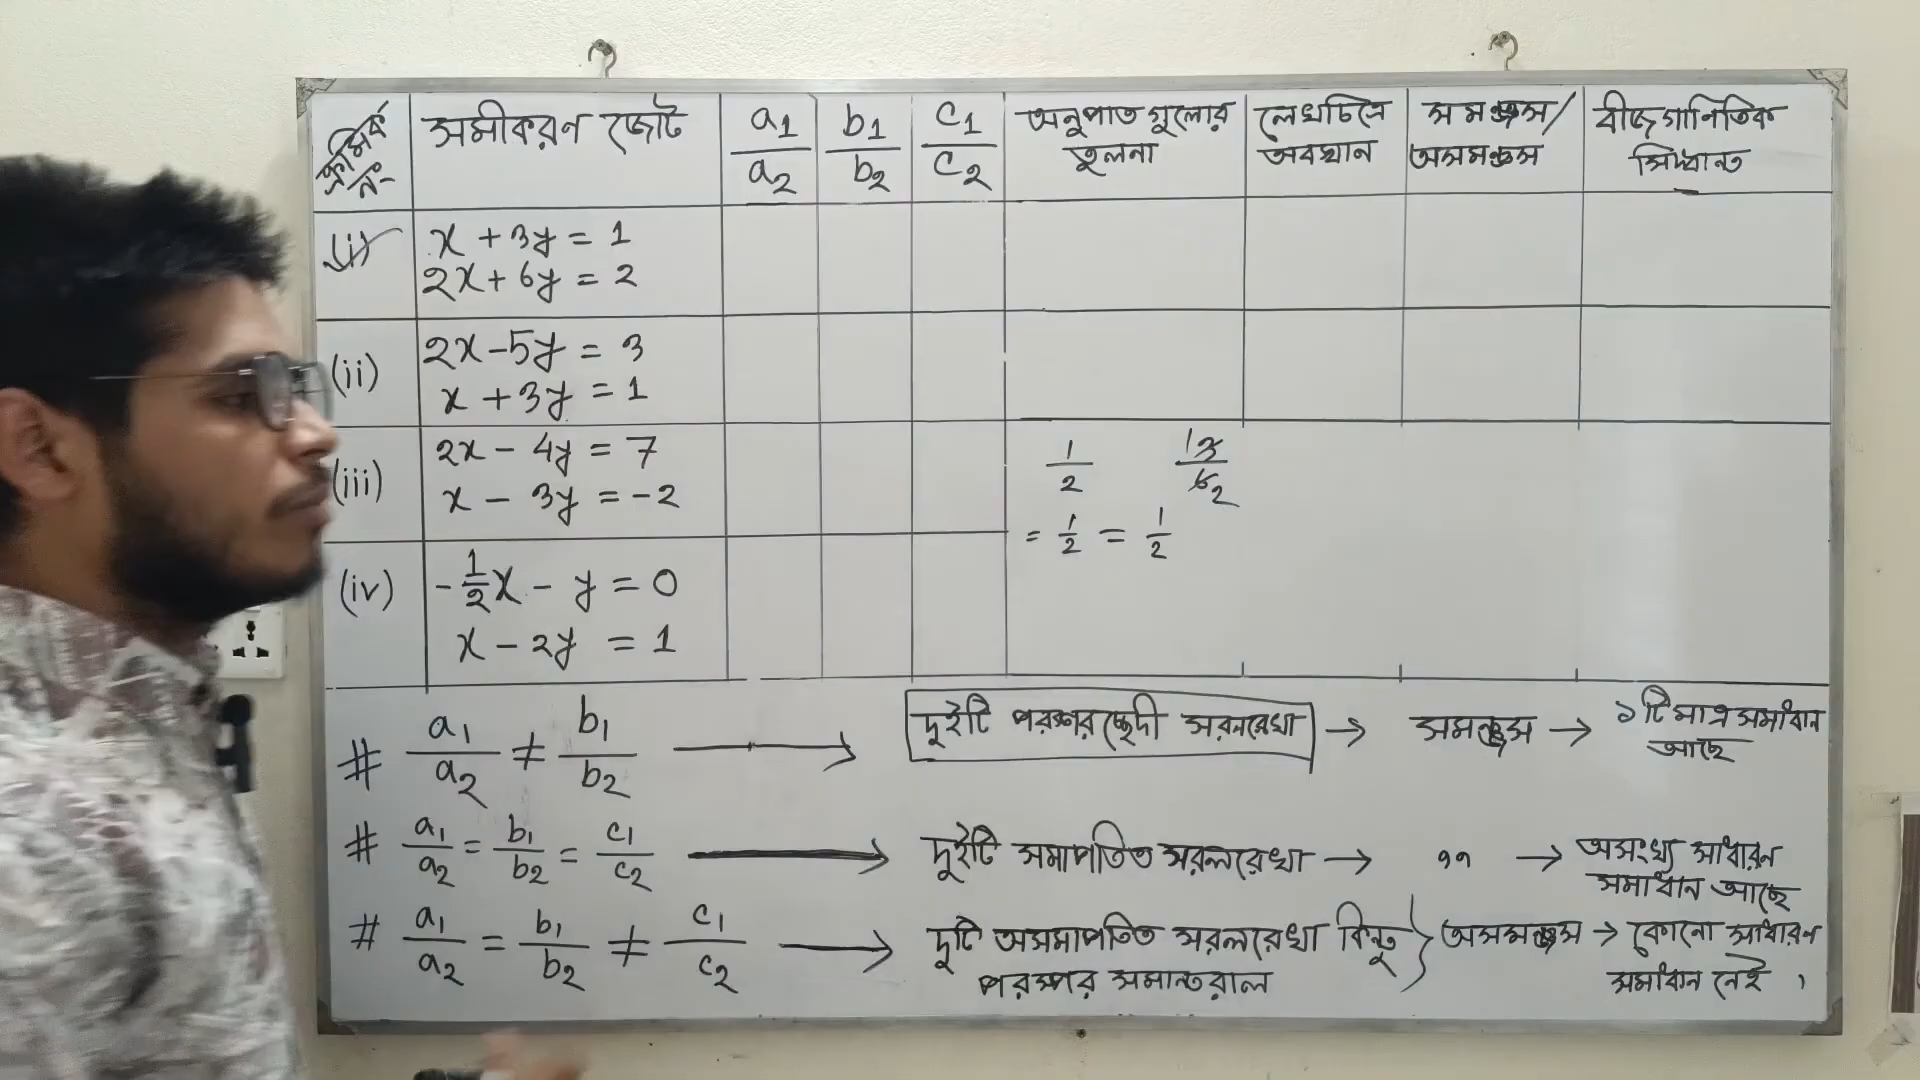 ক্রমিক নং-
সমীকরণ জোট
a₁/a₂
b₁/b₂
c₁/c₂
অনুপাত গুলোর তুলনা
লেখচিত্রে অবস্থান
সমঞ্জস/ অসমঞ্জস
বীজগাণিতিক সিদ্ধান্ত
(i)
x + 3y = 1
2x + 6y = 2
(ii)
2x - 5y = 3
x + 3y = 1
(iii)
2x - 4y = 7
x - 3y = -2
1/2 13/62
= 1/2 = 1/2
(iv)
-1/2x - y = 0
x - 2y = 1
# a₁/a₂ ≠ b₁/b₂ → দুইটি পরস্পরছেদী সরলরেখা → সমঞ্জস → ১টি মাত্র সমাধান
আছে
# a₁/a₂ = b₁/b₂ = c₁/c₂ → দুইটি সমাপতিত সরলরেখা → ,, → অসংখ্য সাধারন
সমাধান আছে
# a₁/a₂ = b₁/b₂ ≠ c₁/c₂ → দুটি অসমাপতিত সরলরেখা কিন্তু } অসমঞ্জস → কোনো সাধারন
পরস্পর সমান্তরাল সমাধান নেই ।